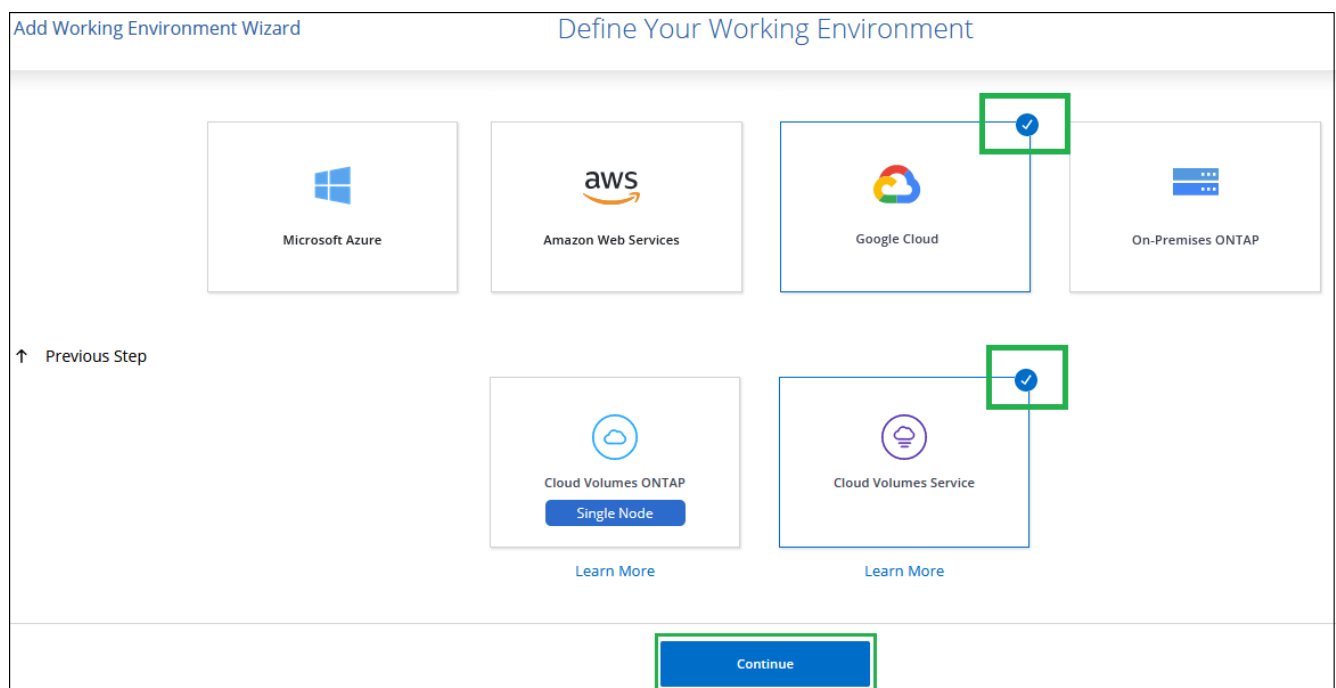 Add Working Environment Wizard
Define Your Working Environment
Microsoft Azure
aws
Amazon Web Services
Google Cloud
On-Premises ONTAP
↑ Previous Step
Cloud Volumes ONTAP
Single Node
Cloud Volumes Service
Learn More
Learn More
Continue